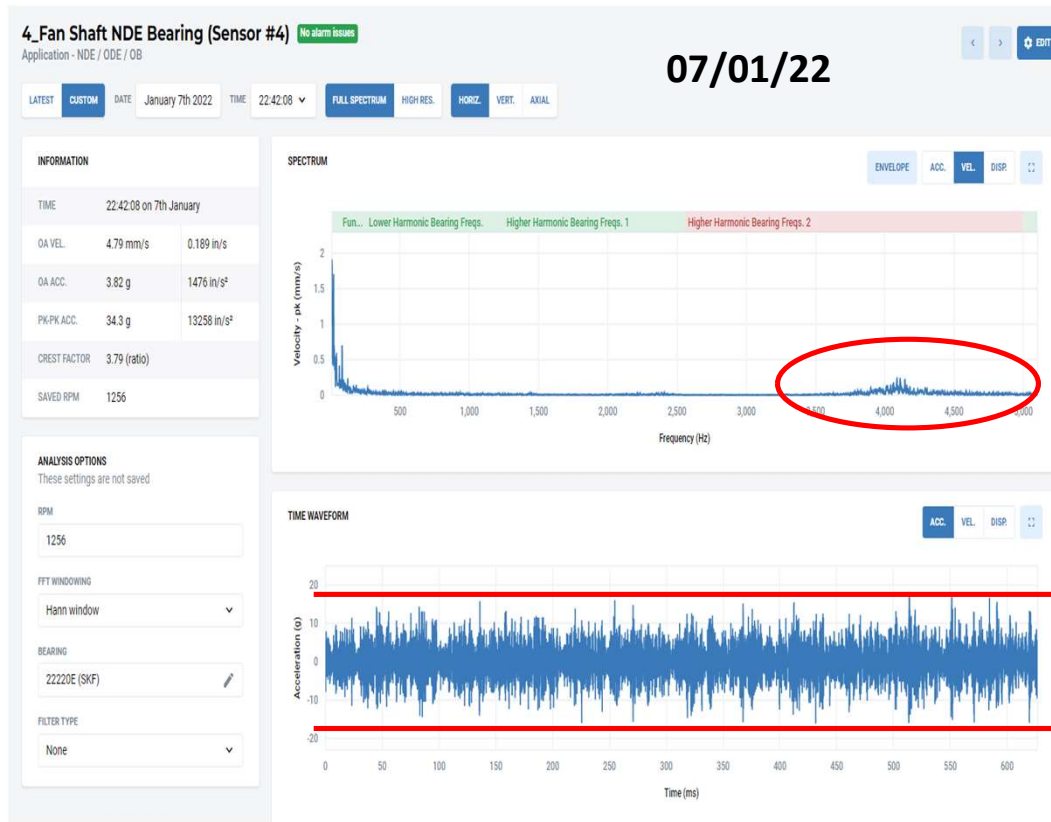 4_Fan Shaft NDE Bearing (Sensor #4) No alarm issues
Application - NDE / ODE / OB
07/01/22
< > EDIT
LATEST CUSTOM DATE January 7th 2022 TIME 22:42:08 FULL SPECTRUM HIGH RES. HORIZ. VERT. AXIAL
INFORMATION
TIME 22:42:08 on 7th January
OA VEL. 4.79 mm/s 0.189 in/s
OA ACC. 3.82 g 1476 in/s²
PK-PK ACC. 34.3 g 13258 in/s²
CREST FACTOR 3.79 (ratio)
SAVED RPM 1256
ANALYSIS OPTIONS
These settings are not saved
RPM
1256
FFT WINDOWING
Hann window
BEARING
22220E (SKF)
FILTER TYPE
None
SPECTRUM
ENVELOPE ACC. VEL. DISP.
Fun... Lower Harmonic Bearing Freqs. Higher Harmonic Bearing Freqs. 1 Higher Harmonic Bearing Freqs. 2
Velocity - pk (mm/s)
2
1.5
1
0.5
0
500 1,000 1,500 2,000 2,500 3,000 3,500 4,000 4,500 5,000
Frequency (Hz)
TIME WAVEFORM
ACC. VEL. DISP.
Acceleration (g)
20
10
0
-10
-20
0 50 100 150 200 250 300 350 400 450 500 550 600
Time (ms)